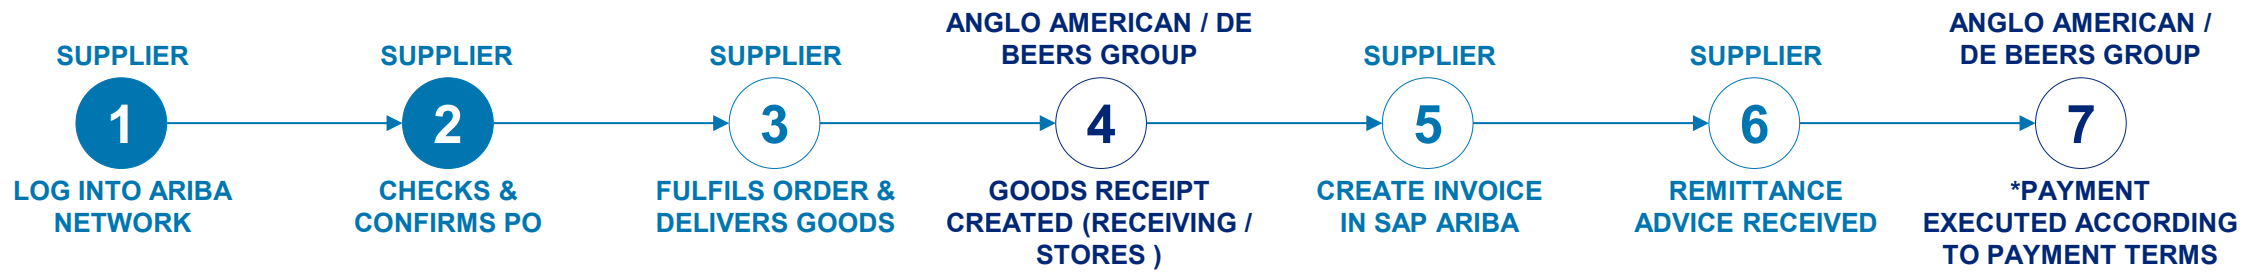 SUPPLIER
1
LOG INTO ARIBA
NETWORK
SUPPLIER
2
CHECKS &
CONFIRMS PO
SUPPLIER
3
FULFILS ORDER &
DELIVERS GOODS
ANGLO AMERICAN / DE
BEERS GROUP
4
GOODS RECEIPT
CREATED (RECEIVING /
STORES )
SUPPLIER
5
CREATE INVOICE
IN SAP ARIBA
SUPPLIER
6
REMITTANCE
ADVICE RECEIVED
ANGLO AMERICAN /
DE BEERS GROUP
7
*PAYMENT
EXECUTED ACCORDING
TO PAYMENT TERMS